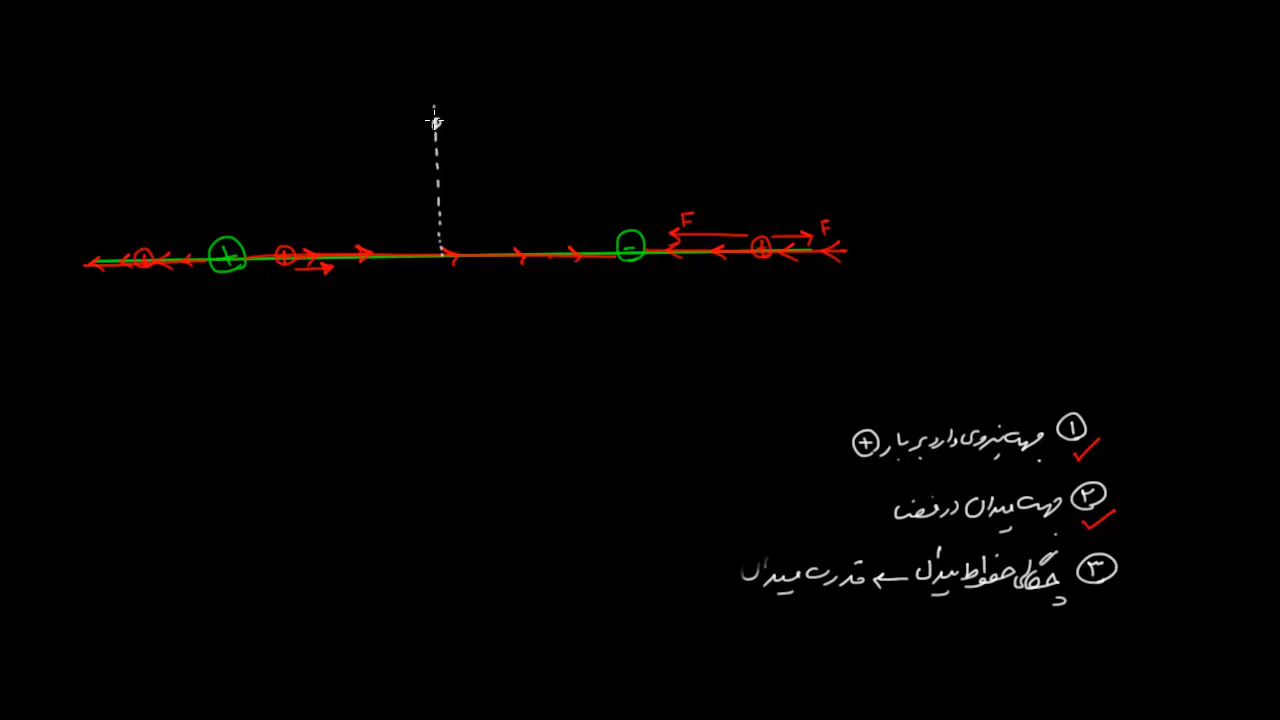 + + - F + F
① جهت نیروی وارد بر بار ⊕
② جهت میدان در فضا
③ چگالی خطوط میدان ← قدرت میدان